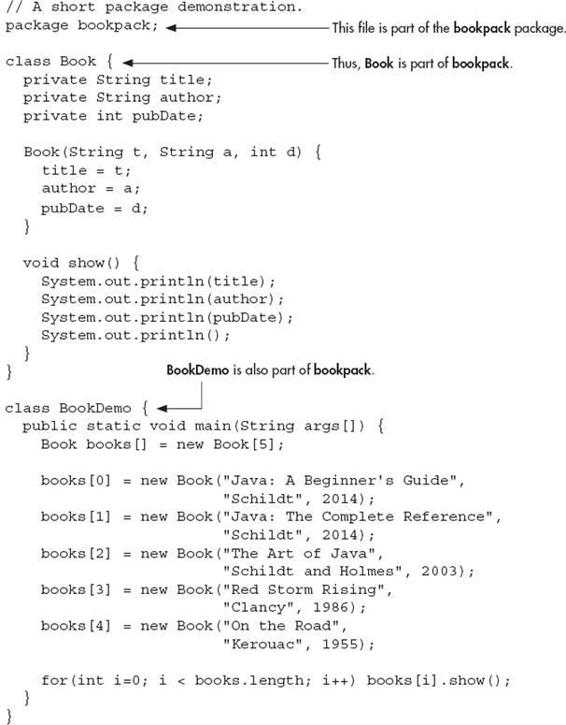 // A short package demonstration.
package bookpack;
This file is part of the bookpack package.
class Book {
Thus, Book is part of bookpack.
private String title;
private String author;
private int pubDate;
Book(String t, String a, int d) {
title = t;
author = a;
pubDate = d;
}
void show() {
System.out.println(title);
System.out.println(author);
System.out.println(pubDate);
System.out.println();
}
}
BookDemo is also part of bookpack.
class BookDemo {
public static void main(String args[]) {
Book books[] = new Book[5];
books[0] = new Book("Java: A Beginner's Guide",
"Schildt", 2014);
books[1] = new Book("Java: The Complete Reference",
"Schildt", 2014);
books[2] = new Book("The Art of Java",
"Schildt and Holmes", 2003);
books[3] = new Book("Red Storm Rising",
"Clancy", 1986);
books[4] = new Book("On the Road",
"Kerouac", 1955);
for(int i=0; i < books.length; i++) books[i].show();
}
}